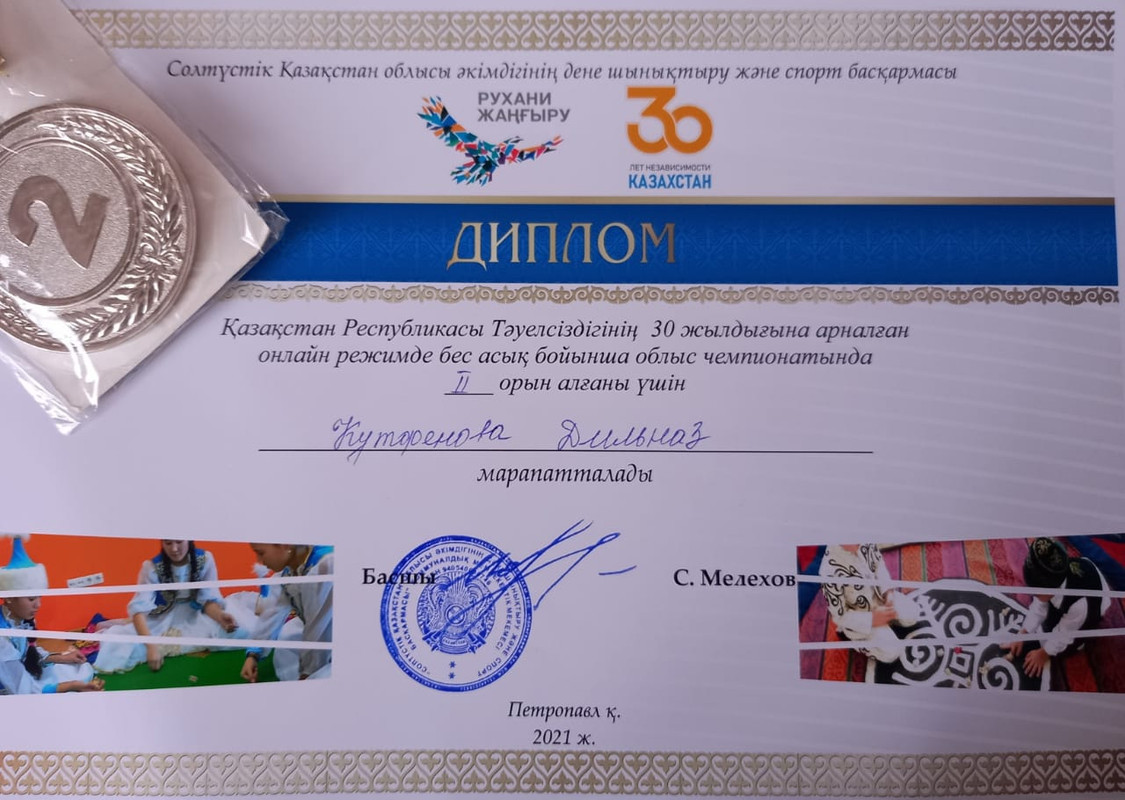 Солтүстік Қазақстан облысы әкімдігінің дене шынықтыру және спорт басқармасы
РУХАНИ
ЖАҢҒЫРУ
30
ЛЕТ НЕЗАВИСИМОСТИ
КАЗАХСТАН
2
ДИПЛОМ
Қазақстан Республикасы Тәуелсіздігінің 30 жылдығына арналған
онлайн режимде бес асық бойынша облыс чемпионатында
II орын алғаны үшін
Кутфенова Дильназ
марапатталады
Басшы С. Мелехов
Петропавл қ.
2021 ж.